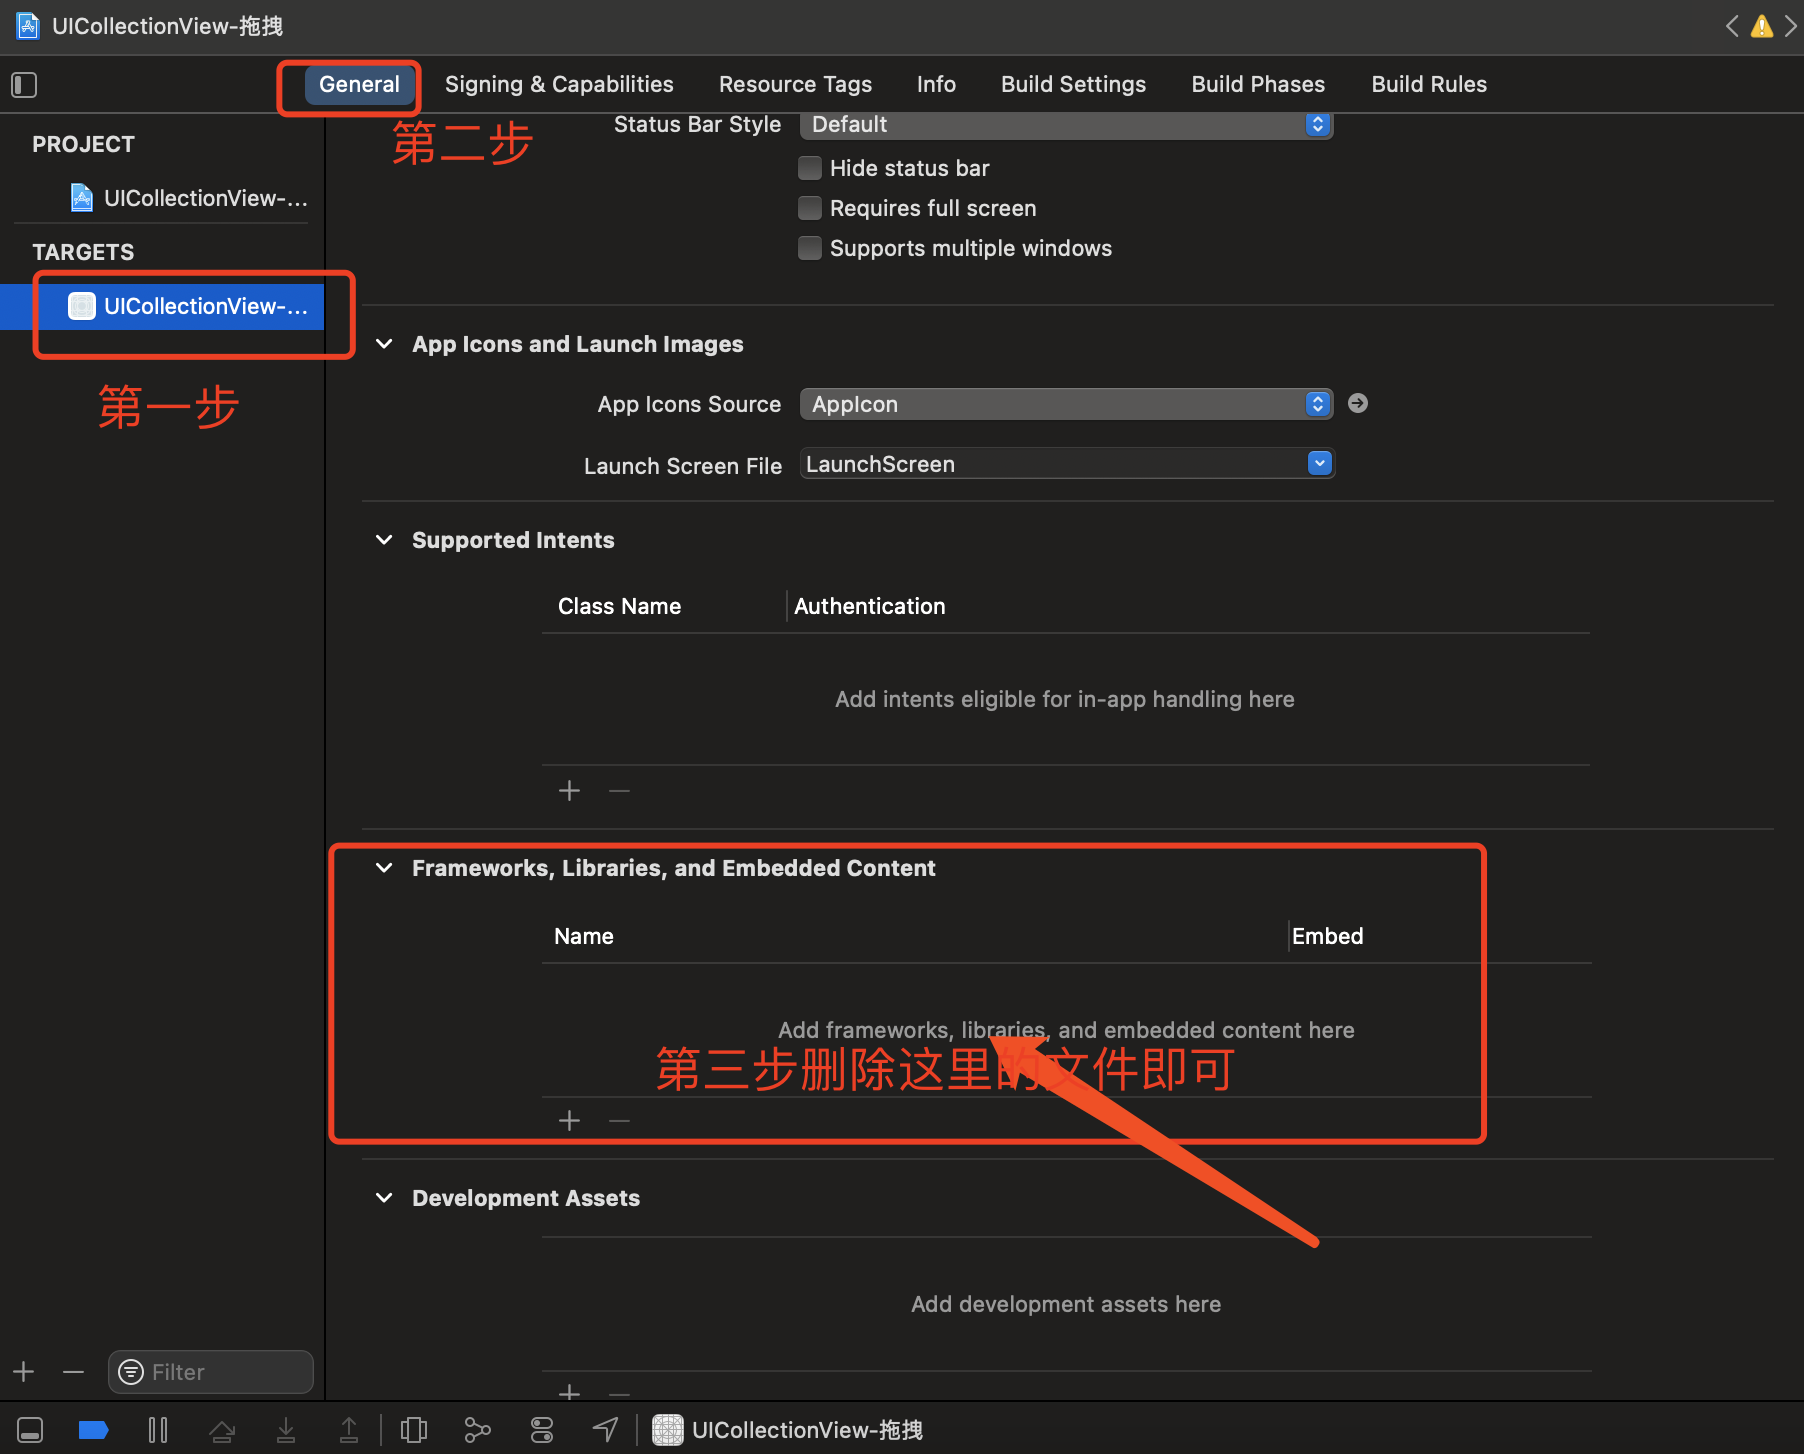 UICollectionView-拖拽
General
Signing & Capabilities
Resource Tags
Info
Build Settings
Build Phases
Build Rules
第二步
PROJECT
UICollectionView-...
TARGETS
UICollectionView-...
第一步
Status Bar Style
Default
Hide status bar
Requires full screen
Supports multiple windows
App Icons and Launch Images
App Icons Source
AppIcon
Launch Screen File
LaunchScreen
Supported Intents
Class Name
Authentication
Add intents eligible for in-app handling here
Frameworks, Libraries, and Embedded Content
Name
Embed
Add frameworks, libraries, and embedded content here
第三步删除这里的文件即可
Development Assets
Add development assets here
Filter
UICollectionView-拖拽